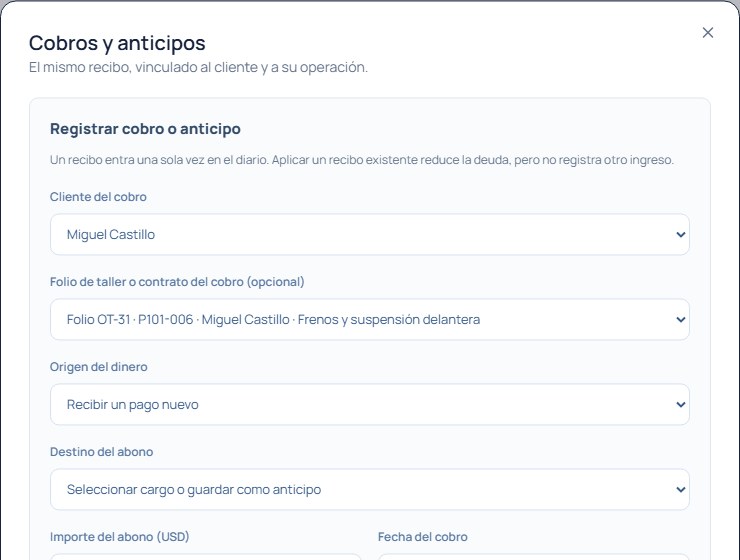 Cobros y anticipos
El mismo recibo, vinculado al cliente y a su operación.
Registrar cobro o anticipo
Un recibo entra una sola vez en el diario. Aplicar un recibo existente reduce la deuda, pero no registra otro ingreso.
Cliente del cobro
Miguel Castillo
Folio de taller o contrato del cobro (opcional)
Folio OT-31 · P101-006 · Miguel Castillo · Frenos y suspensión delantera
Origen del dinero
Recibir un pago nuevo
Destino del abono
Seleccionar cargo o guardar como anticipo
Importe del abono (USD)
Fecha del cobro